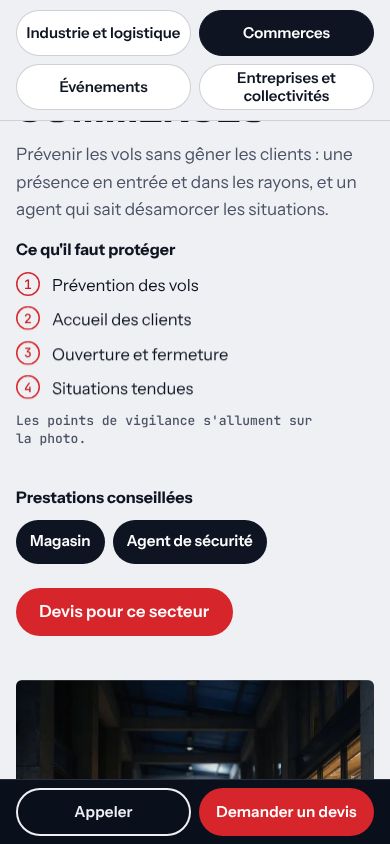 Industrie et logistique
Commerces
Événements
Entreprises et
collectivités
Prévenir les vols sans gêner les clients : une
présence en entrée et dans les rayons, et un
agent qui sait désamorcer les situations.
Ce qu'il faut protéger
1 Prévention des vols
2 Accueil des clients
3 Ouverture et fermeture
4 Situations tendues
Les points de vigilance s'allument sur
la photo.
Prestations conseillées
Magasin
Agent de sécurité
Devis pour ce secteur
Appeler
Demander un devis